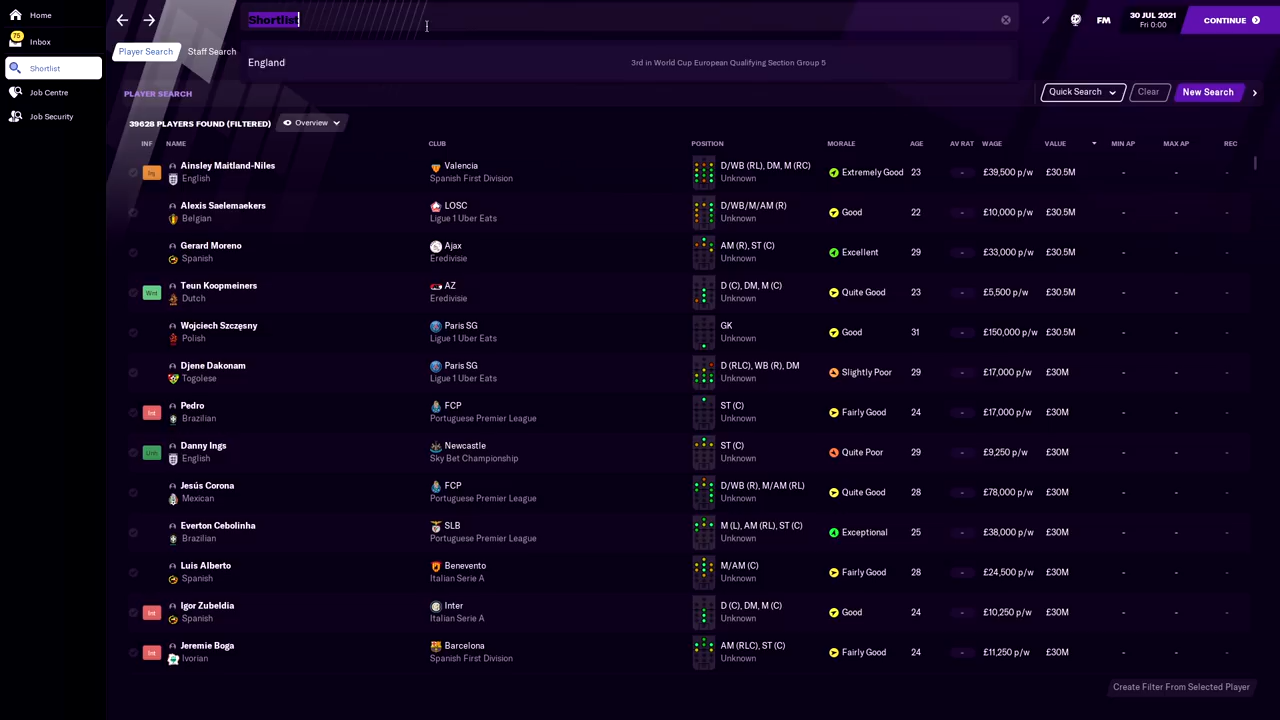 Home
75
Inbox
Shortlist
Job Centre
Job Security
Shortlist
FM
30 JUL 2021
Fri 0:00
CONTINUE
Player Search
Staff Search
England
3rd in World Cup European Qualifying Section Group 5
PLAYER SEARCH
Quick Search
Clear
New Search
39628 PLAYERS FOUND (FILTERED)
Overview
INF NAME CLUB POSITION MORALE AGE AV RAT WAGE VALUE MIN AP MAX AP REC
Inj Ainsley Maitland-Niles Valencia D/WB (RL), DM, M (RC) Extremely Good 23 - £39,500 p/w £30.5M - - -
English Spanish First Division Unknown
Alexis Saelemaekers LOSC D/WB/M/AM (R) Good 22 - £10,000 p/w £30.5M - - -
Belgian Ligue 1 Uber Eats Unknown
Gerard Moreno Ajax AM (R), ST (C) Excellent 29 - £33,000 p/w £30.5M - - -
Spanish Eredivisie Unknown
Wnt Teun Koopmeiners AZ D (C), DM, M (C) Quite Good 23 - £5,500 p/w £30.5M - - -
Dutch Eredivisie Unknown
Wojciech Szczęsny Paris SG GK Good 31 - £150,000 p/w £30.5M - - -
Polish Ligue 1 Uber Eats Unknown
Djene Dakonam Paris SG D (RLC), WB (R), DM Slightly Poor 29 - £17,000 p/w £30M - - -
Togolese Ligue 1 Uber Eats Unknown
Int Pedro FCP ST (C) Fairly Good 24 - £17,000 p/w £30M - - -
Brazilian Portuguese Premier League Unknown
Unh Danny Ings Newcastle ST (C) Quite Poor 29 - £9,250 p/w £30M - - -
English Sky Bet Championship Unknown
Jesús Corona FCP D/WB (R), M/AM (RL) Quite Good 28 - £78,000 p/w £30M - - -
Mexican Portuguese Premier League Unknown
Everton Cebolinha SLB M (L), AM (RL), ST (C) Exceptional 25 - £38,000 p/w £30M - - -
Brazilian Portuguese Premier League Unknown
Luis Alberto Benevento M/AM (C) Fairly Good 28 - £24,500 p/w £30M - - -
Spanish Italian Serie A Unknown
Int Igor Zubeldia Inter D (C), DM, M (C) Good 24 - £10,250 p/w £30M - - -
Spanish Italian Serie A Unknown
Int Jeremie Boga Barcelona AM (RLC), ST (C) Fairly Good 24 - £11,250 p/w £30M - - -
Ivorian Spanish First Division Unknown
Create Filter From Selected Player